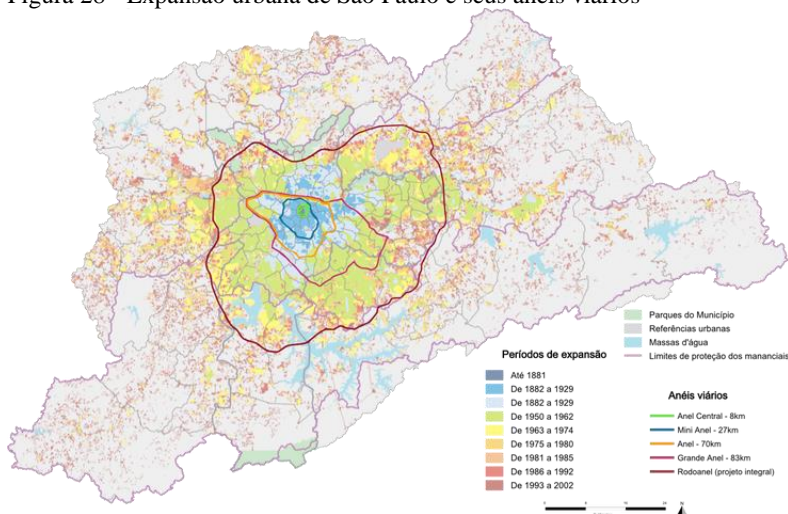 Figura 28 - Expansão urbana de São Paulo e seus anéis viários
Parques do Município
Referências urbanas
Massas d'água
Limites de proteção dos mananciais
Períodos de expansão
Até 1881
De 1882 a 1929
De 1882 a 1929
De 1950 a 1962
De 1963 a 1974
De 1975 a 1980
De 1981 a 1985
De 1986 a 1992
De 1993 a 2002
Anéis viários
Anel Central - 8km
Mini Anel - 27km
Anel - 70km
Grande Anel - 83km
Rodoanel (projeto integral)